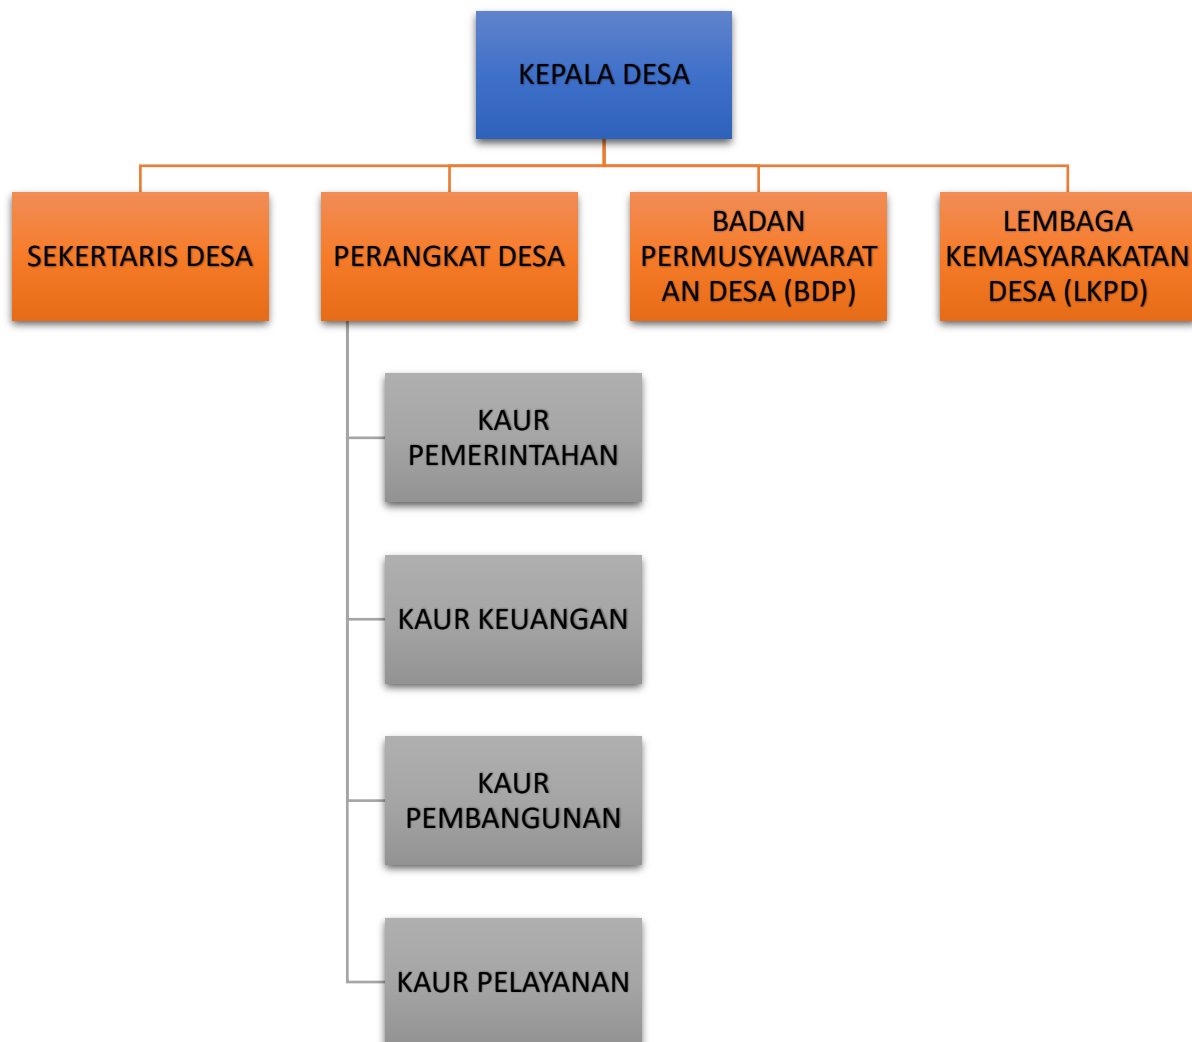 KEPALA DESA
SEKERTARIS DESA
PERANGKAT DESA
BADAN
PERMUSYAWARAT
AN DESA (BDP)
LEMBAGA
KEMASYARAKATAN
DESA (LKPD)
KAUR
PEMERINTAHAN
KAUR KEUANGAN
KAUR
PEMBANGUNAN
KAUR PELAYANAN